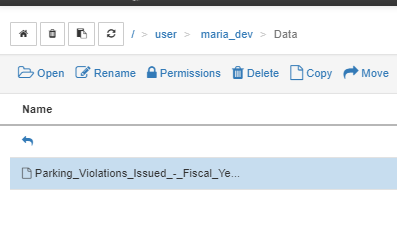 / > user > maria_dev > Data
Open Rename Permissions Delete Copy Move
Name
Parking_Violations_Issued_-_Fiscal_Ye...